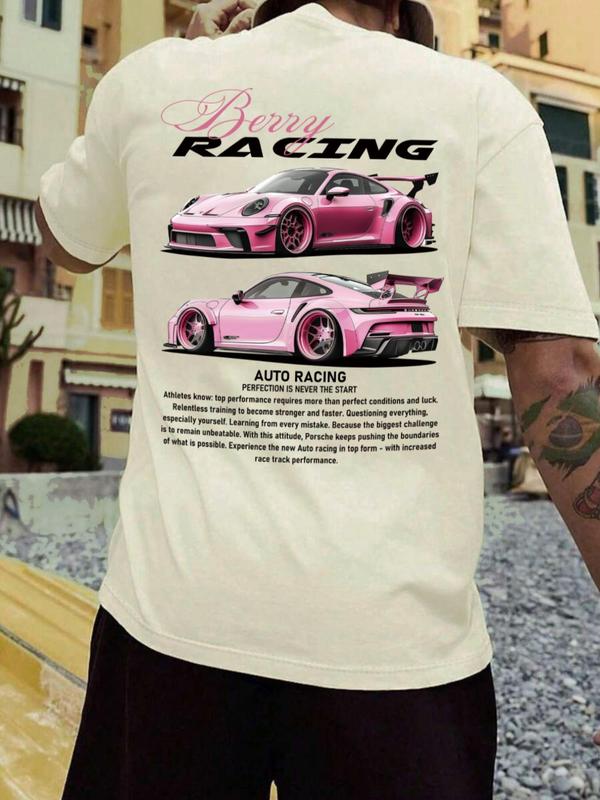 Berry
RACING
AUTO RACING
PERFECTION IS NEVER THE START
Athletes know: top performance requires more than perfect conditions and luck.
Relentless training to become stronger and faster. Questioning everything,
especially yourself. Learning from every mistake. Because the biggest challenge
is to remain unbeatable. With this attitude, Porsche keeps pushing the boundaries
of what is possible. Experience the new Auto racing in top form - with increased
race track performance.